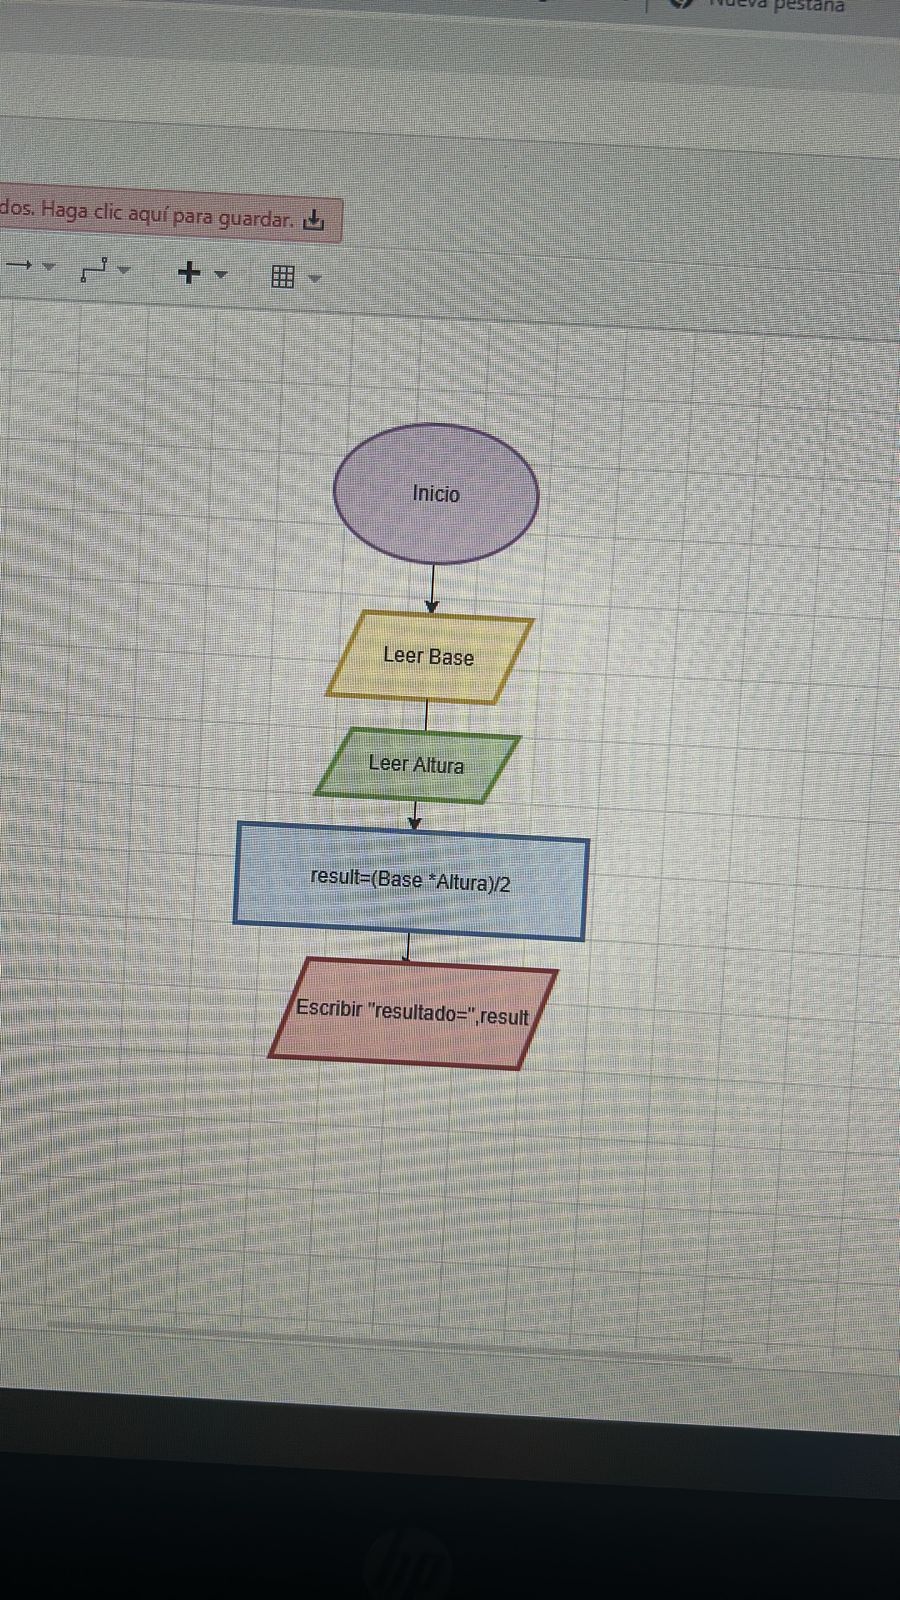 Nueva pestaña
dos. Haga clic aquí para guardar.
Inicio
Leer Base
Leer Altura
result=(Base *Altura)/2
Escribir "resultado=",result
hp